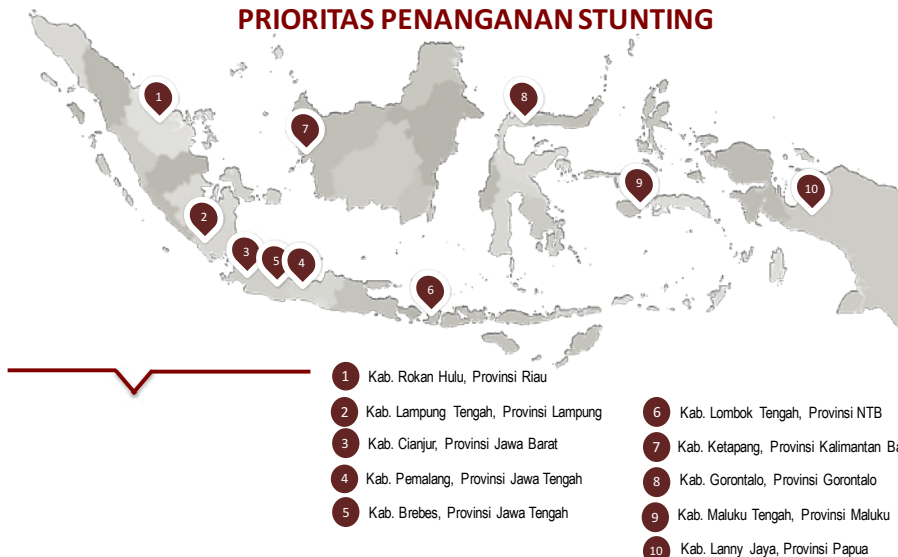 PRIORITAS PENANGANAN STUNTING
1
2
3
5
4
6
7
8
9
10
1 Kab. Rokan Hulu, Provinsi Riau
2 Kab. Lampung Tengah, Provinsi Lampung
3 Kab. Cianjur, Provinsi Jawa Barat
4 Kab. Pemalang, Provinsi Jawa Tengah
5 Kab. Brebes, Provinsi Jawa Tengah
6 Kab. Lombok Tengah, Provinsi NTB
7 Kab. Ketapang, Provinsi Kalimantan Ba
8 Kab. Gorontalo, Provinsi Gorontalo
9 Kab. Maluku Tengah, Provinsi Maluku
10 Kab. Lanny Jaya, Provinsi Papua